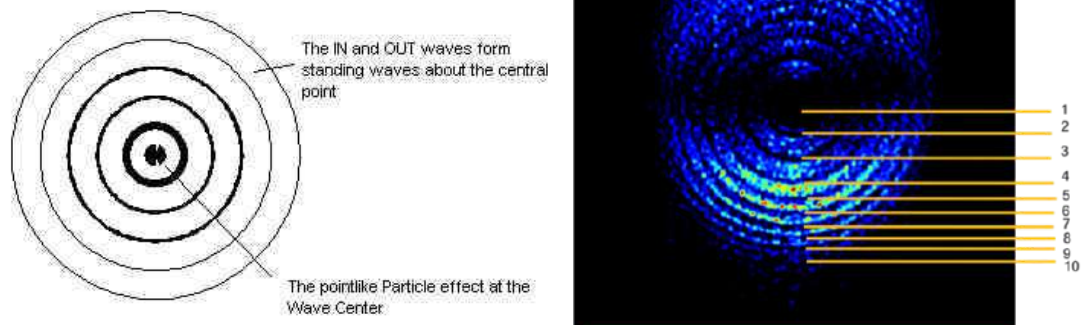 The IN and OUT waves form
standing waves about the central
point
The pointlike Particle effect at the
Wave Center
1
2
3
4
5
6
7
8
9
10